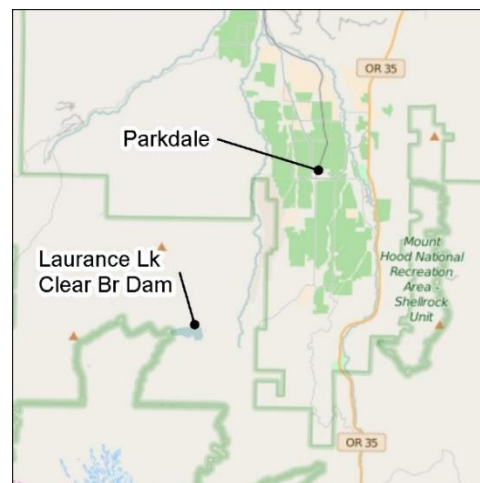 OR 35
Parkdale
Laurance Lk
Clear Br Dam
Mount
Hood National
Recreation
Area -
Shellrock
Unit
OR 35